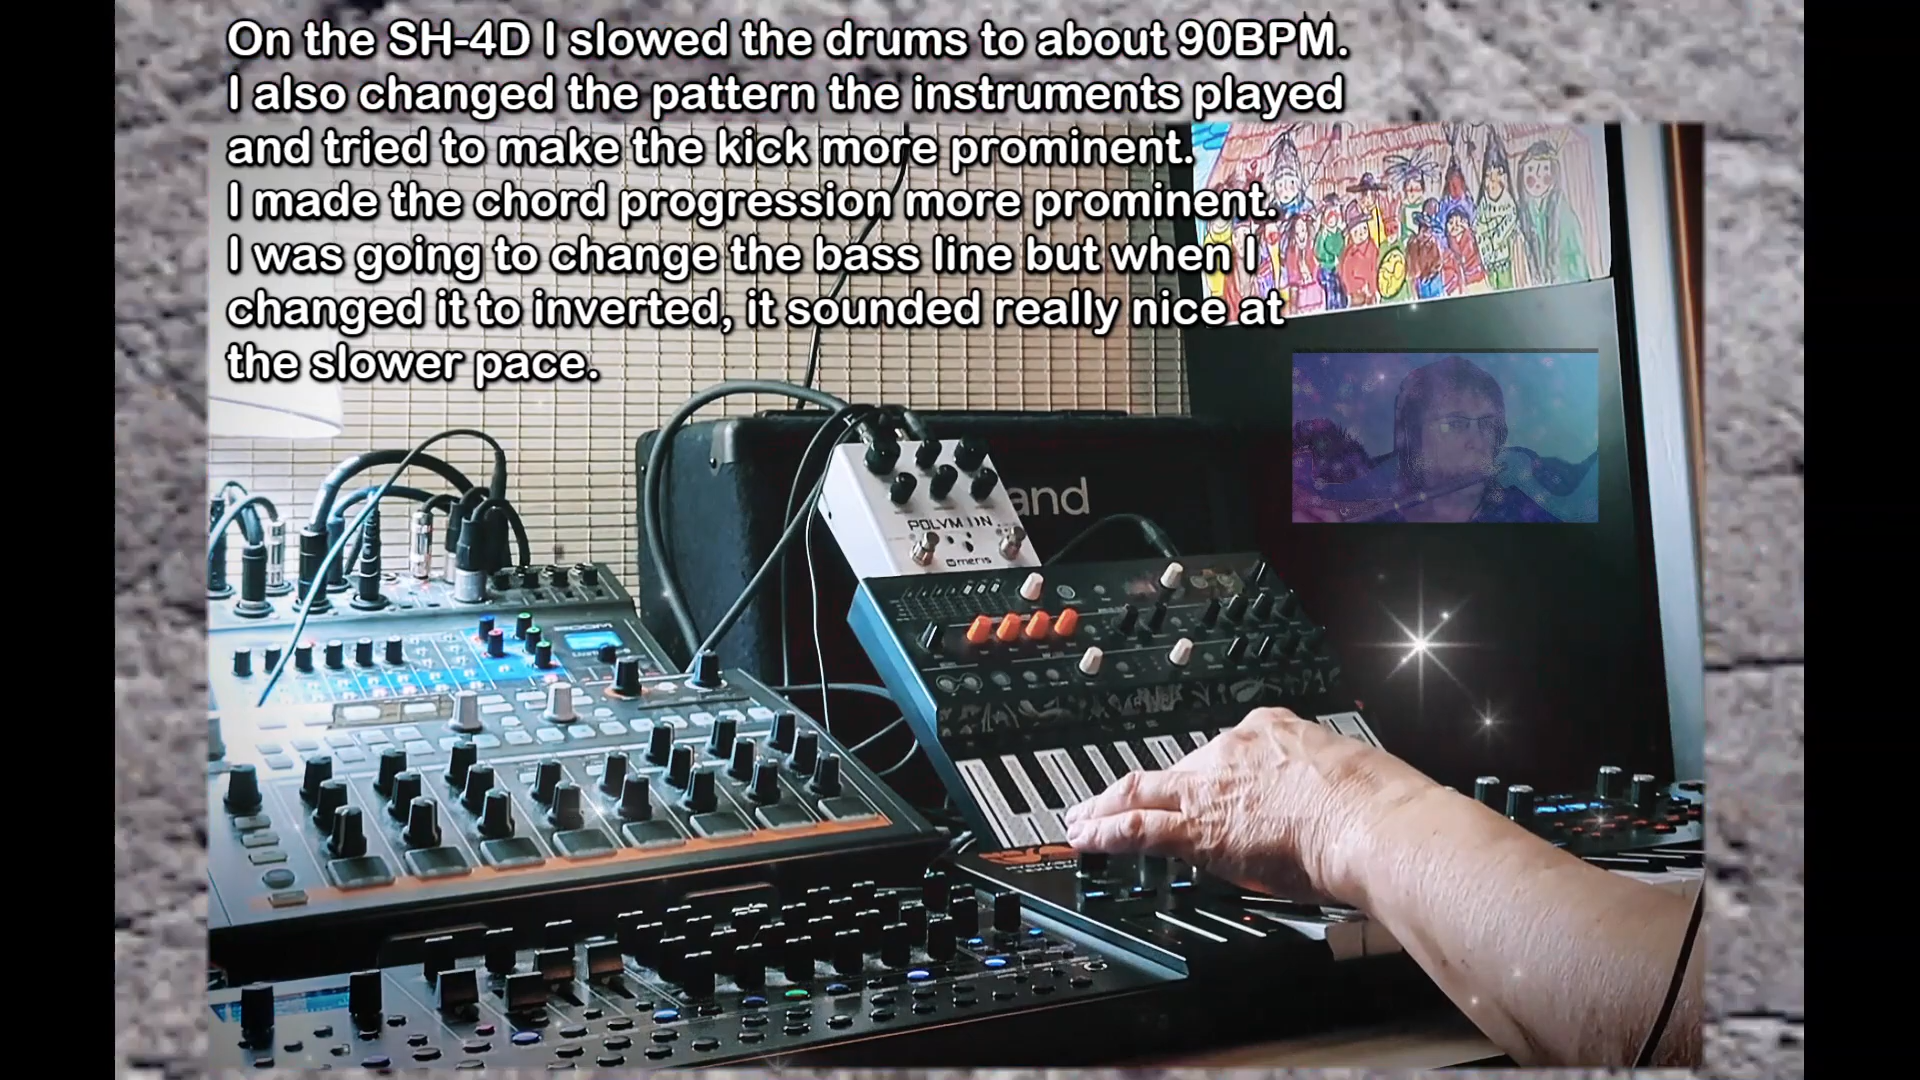 On the SH-4D I slowed the drums to about 90BPM.
I also changed the pattern the instruments played
and tried to make the kick more prominent.
I made the chord progression more prominent.
I was going to change the bass line but when I
changed it to inverted, it sounded really nice at
the slower pace.
and
meris
zoom